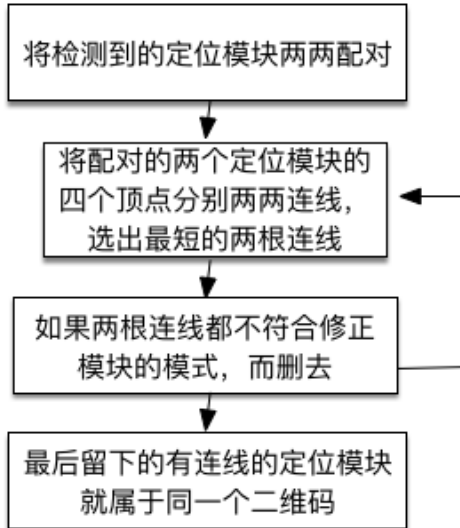 将检测到的定位模块两两配对
将配对的两个定位模块的
四个顶点分别两两连线，
选出最短的两根连线
如果两根连线都不符合修正
模块的模式，而删去
最后留下的有连线的定位模块
就属于同一个二维码